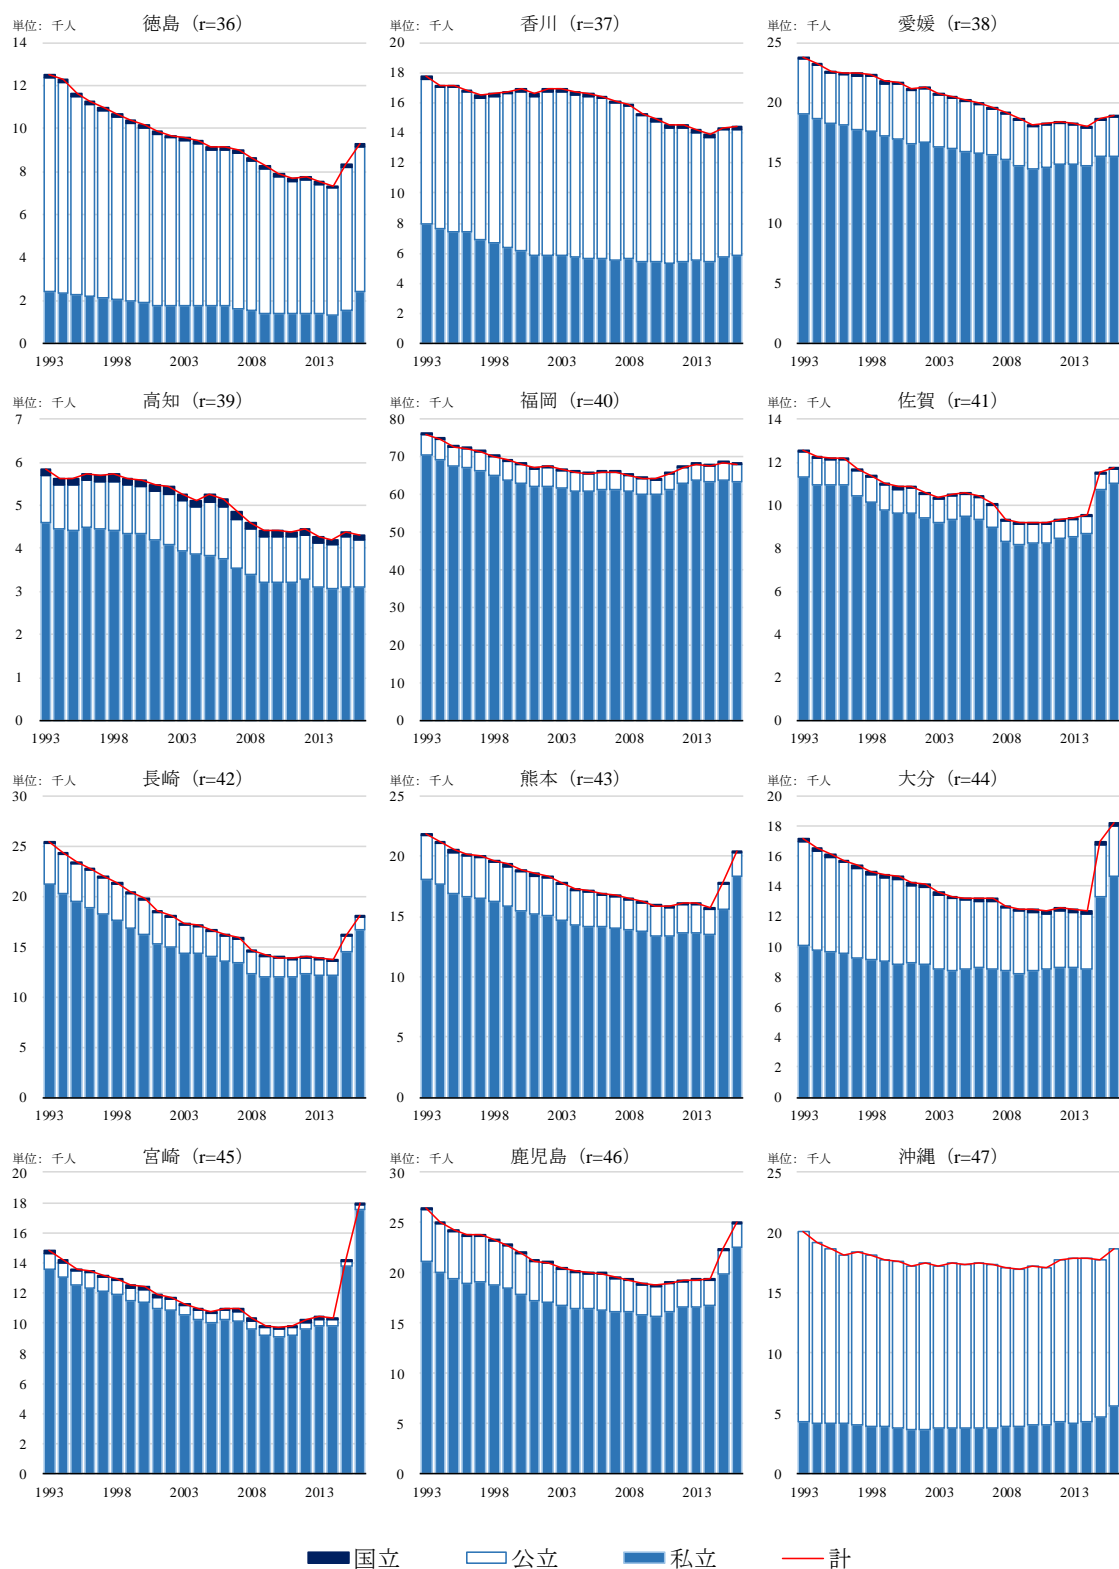 単位：千人 徳島（r=36） 単位：千人 香川（r=37） 単位：千人 愛媛（r=38）
14 20 25
12 18
16 20
10 14
8 12 15
10
6 8 10
4 6
4 5
2 2
0 0 0
1993 1998 2003 2008 2013 1993 1998 2003 2008 2013 1993 1998 2003 2008 2013
単位：千人 高知（r=39） 単位：千人 福岡（r=40） 単位：千人 佐賀（r=41）
7 80 14
6 70 12
5 60 10
4 50 8
3 40 6
2 30 4
1 20 2
10
0 0 0
1993 1998 2003 2008 2013 1993 1998 2003 2008 2013 1993 1998 2003 2008 2013
単位：千人 長崎（r=42） 単位：千人 熊本（r=43） 単位：千人 大分（r=44）
30 25 20
25 20 18
16
20 15 14
12
15 10
10 8
10 6
5 5 4
2
0 0 0
1993 1998 2003 2008 2013 1993 1998 2003 2008 2013 1993 1998 2003 2008 2013
単位：千人 宮崎（r=45） 単位：千人 鹿児島（r=46） 単位：千人 沖縄（r=47）
20 30 25
18 25
16 20
14 20
12 15
10 15
8 10
6 10
4 5 5
2
0 0 0
1993 1998 2003 2008 2013 1993 1998 2003 2008 2013 1993 1998 2003 2008 2013
国立 公立 私立 計